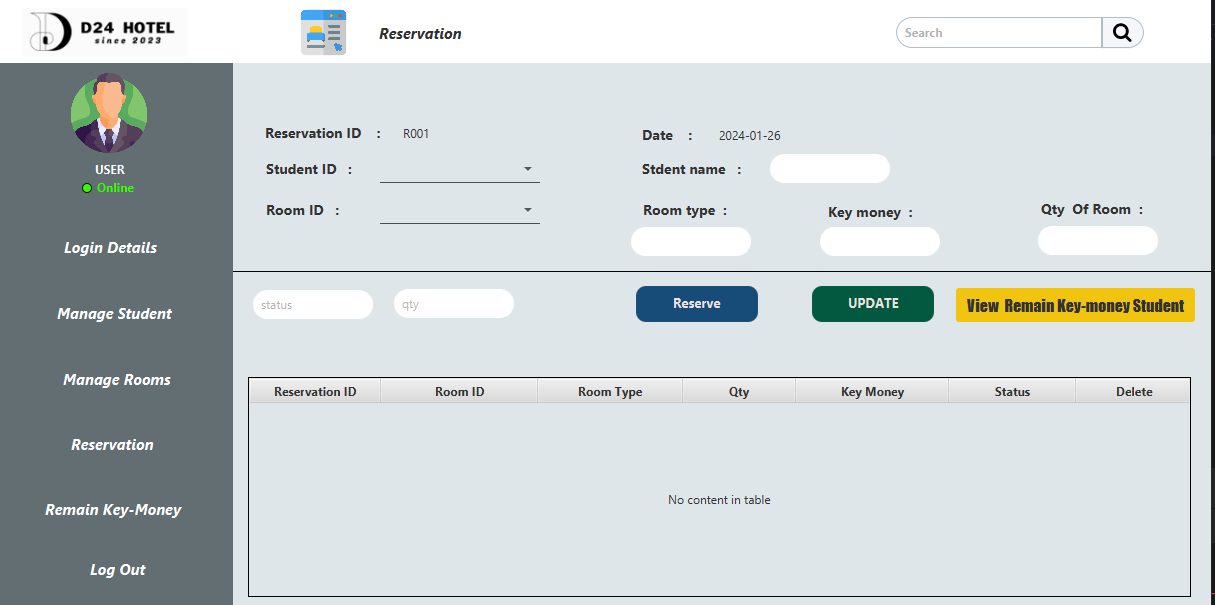 D24 HOTEL
since 2023
Reservation
Search
USER
Online
Login Details
Manage Student
Manage Rooms
Reservation
Remain Key-Money
Log Out
Reservation ID : R001
Date : 2024-01-26
Student ID :
Stdent name :
Room ID :
Room type :
Key money :
Qty Of Room :
status
qty
Reserve
UPDATE
View Remain Key-money Student
Reservation ID Room ID Room Type Qty Key Money Status Delete
No content in table